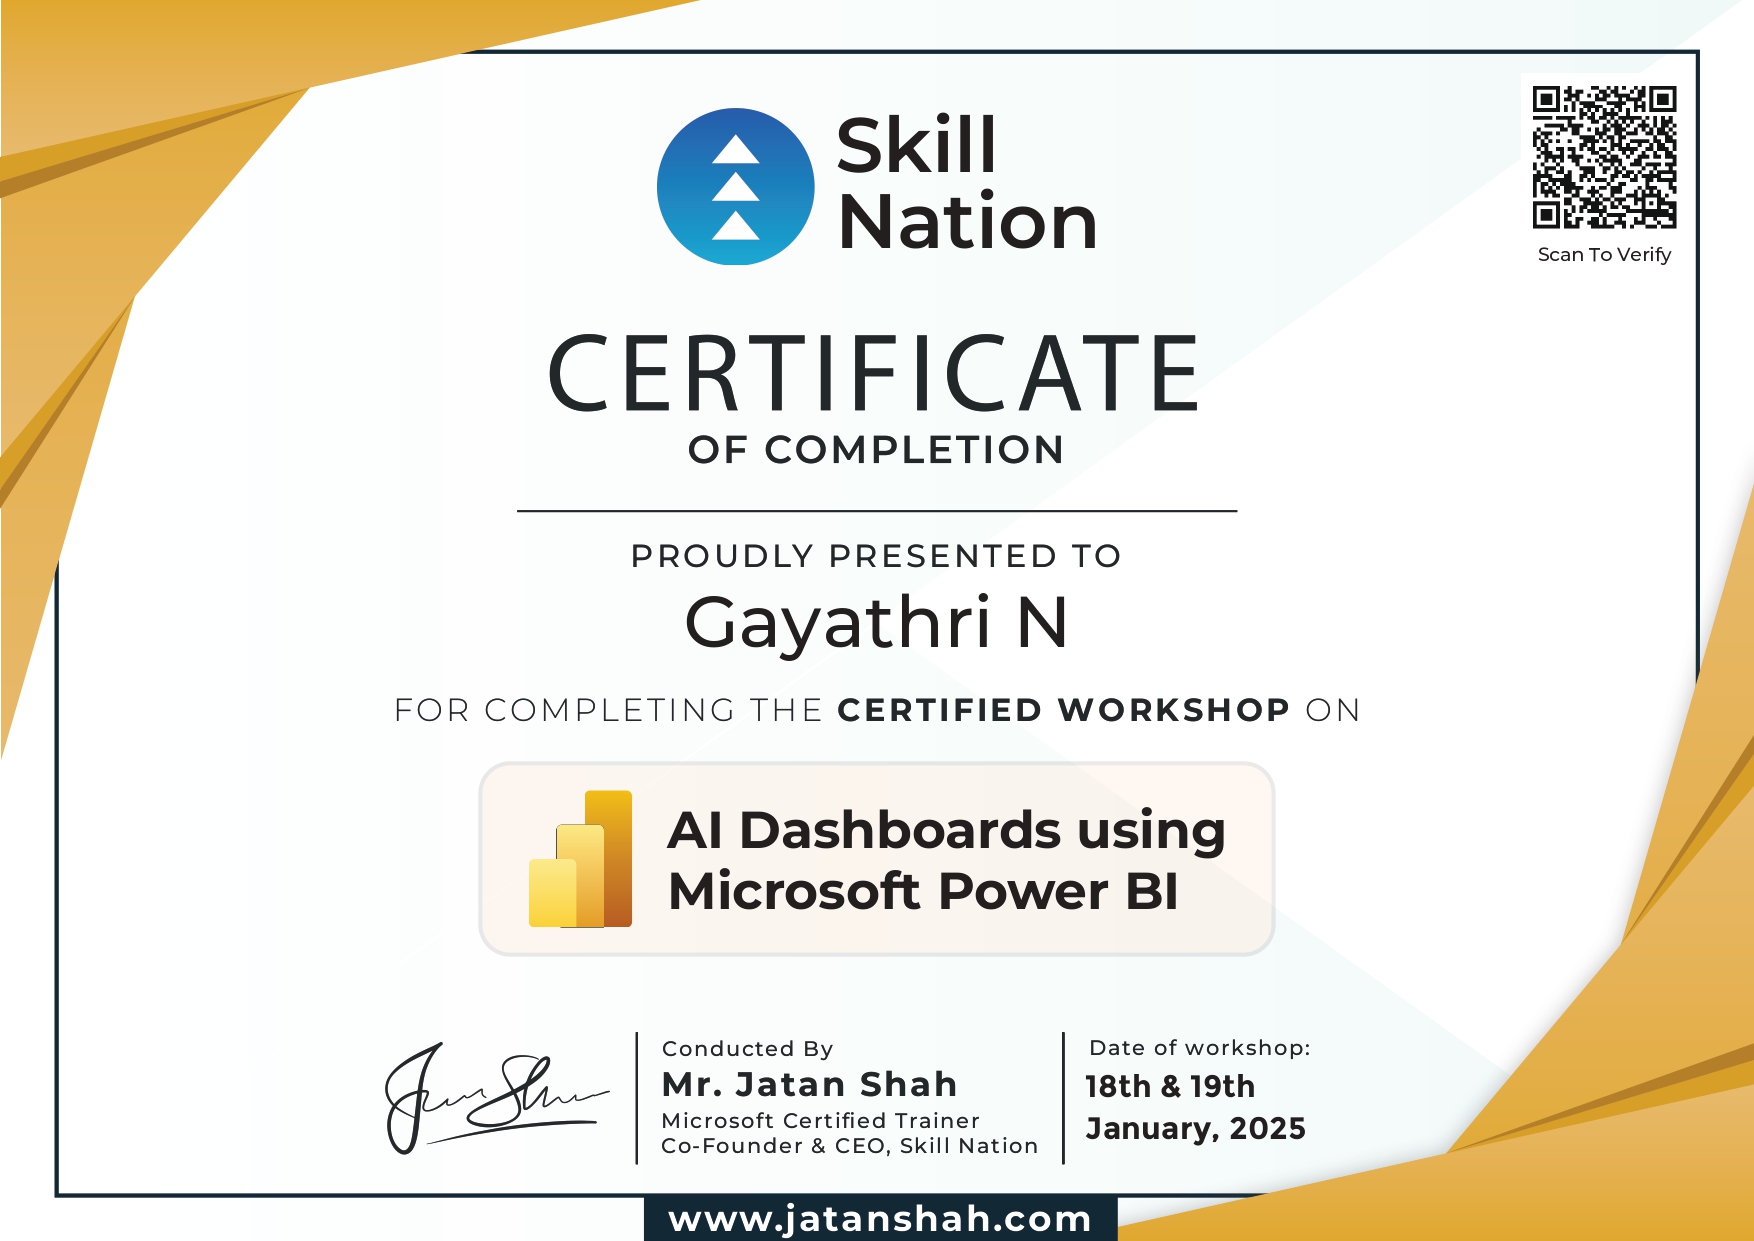 Skill
Nation
Scan To Verify
CERTIFICATE
OF COMPLETION
PROUDLY PRESENTED TO
Gayathri N
FOR COMPLETING THE CERTIFIED WORKSHOP ON
AI Dashboards using
Microsoft Power BI
Conducted By
Mr. Jatan Shah
Microsoft Certified Trainer
Co-Founder & CEO, Skill Nation
Date of workshop:
18th & 19th
January, 2025
www.jatanshah.com